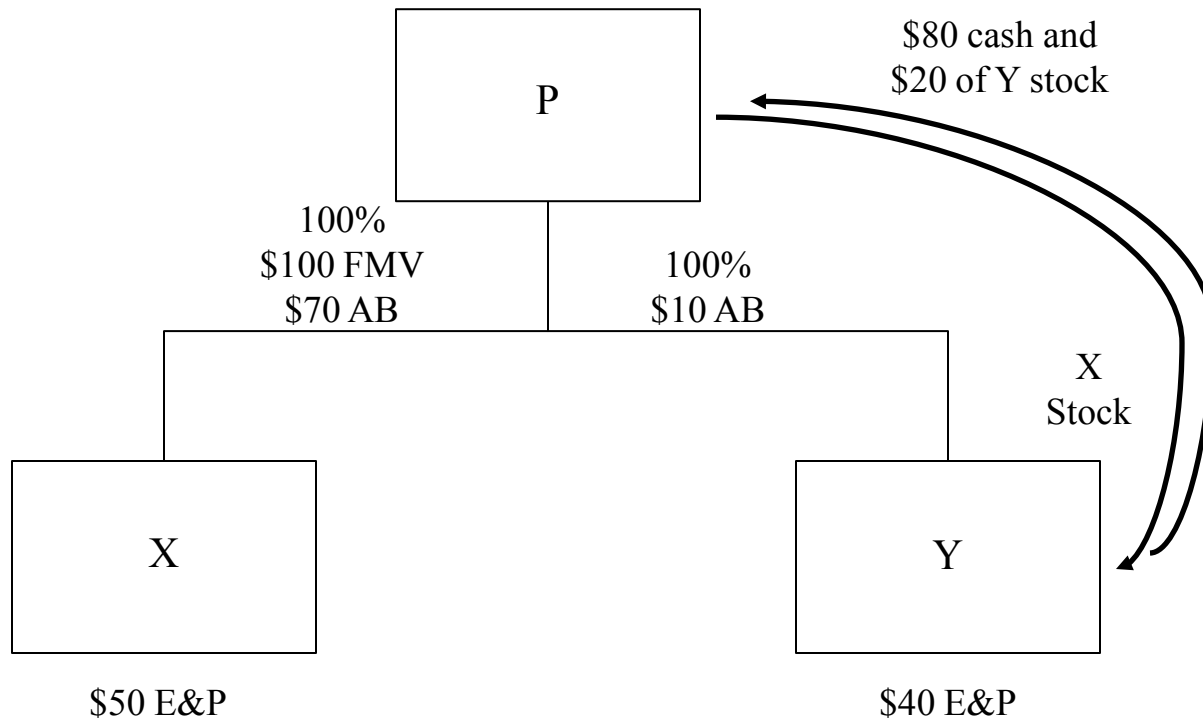 $80 cash and
$20 of Y stock
P
100%
$100 FMV
$70 AB
100%
$10 AB
X
Stock
X
Y
$50 E&P
$40 E&P